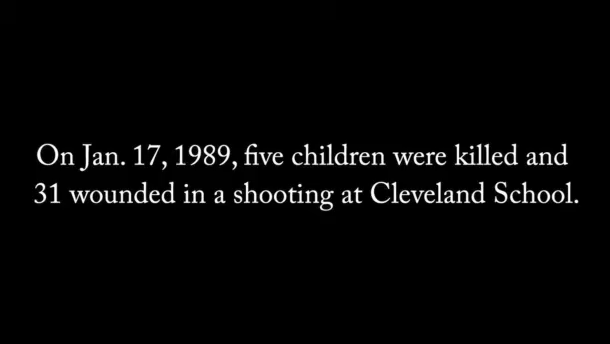 On Jan. 17, 1989, five children were killed and
31 wounded in a shooting at Cleveland School.